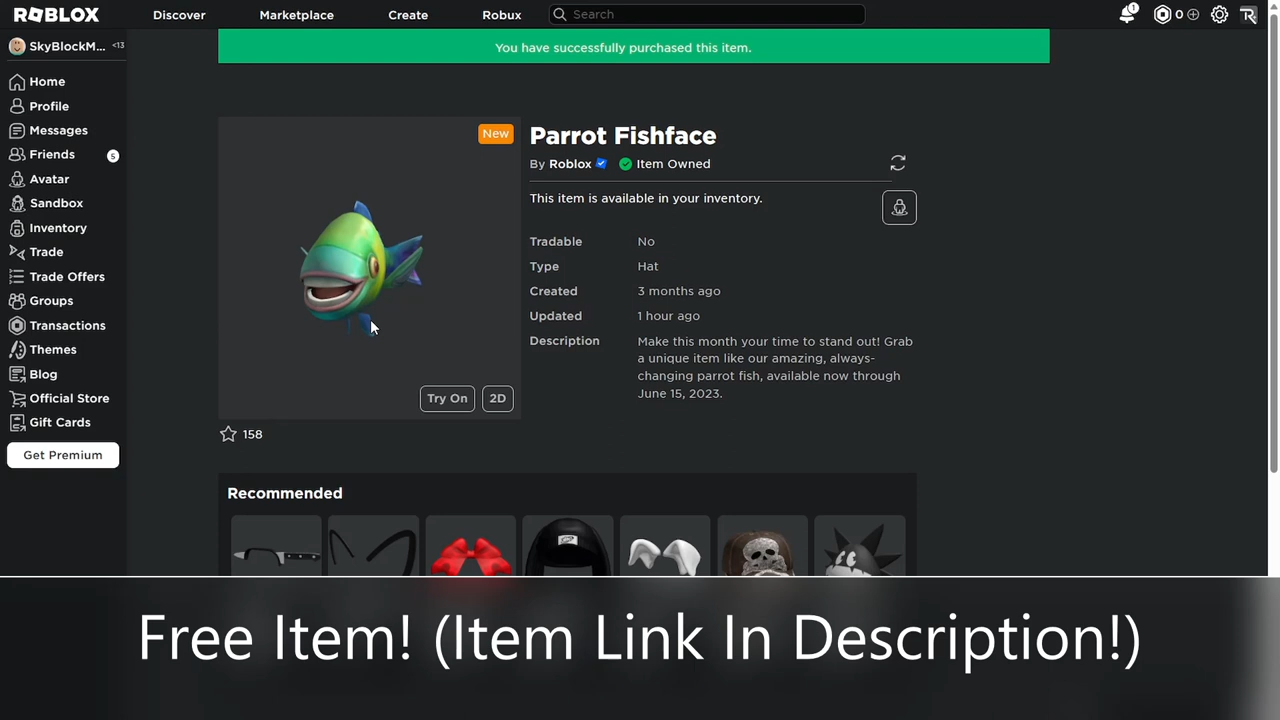 ROBLOX
Discover
Marketplace
Create
Robux
Search
1
0
SkyBlockM... <13
You have successfully purchased this item.
Home
Profile
Messages
Friends 5
Avatar
Sandbox
Inventory
Trade
Trade Offers
Groups
Transactions
Themes
Blog
Official Store
Gift Cards
Get Premium
New
Try On
2D
158
Parrot Fishface
By Roblox Item Owned
This item is available in your inventory.
Tradable No
Type Hat
Created 3 months ago
Updated 1 hour ago
Description Make this month your time to stand out! Grab
a unique item like our amazing, always-
changing parrot fish, available now through
June 15, 2023.
Recommended
Free Item! (Item Link In Description!)